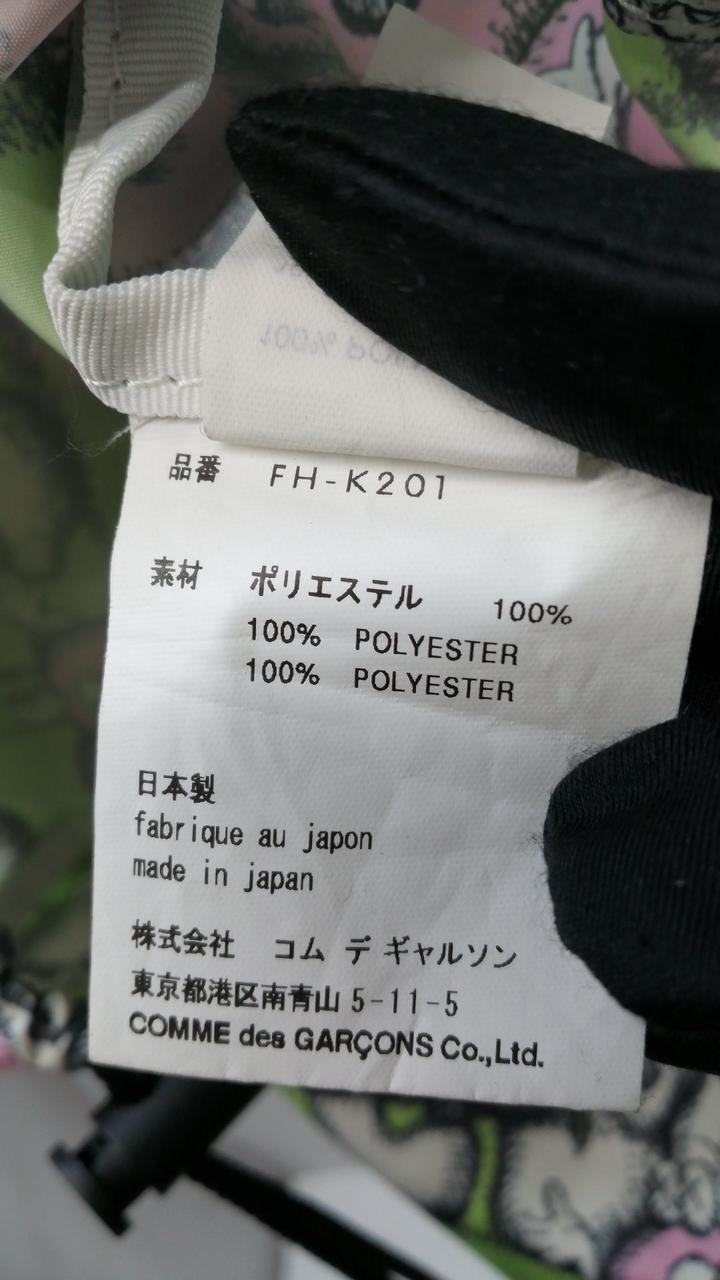 品番 FH-K201
素材 ポリエステル 100%
100% POLYESTER
100% POLYESTER
日本製
fabrique au japon
made in japan
株式会社 コム デ ギャルソン
東京都港区南青山 5-11-5
COMME des GARÇONS Co.,Ltd.